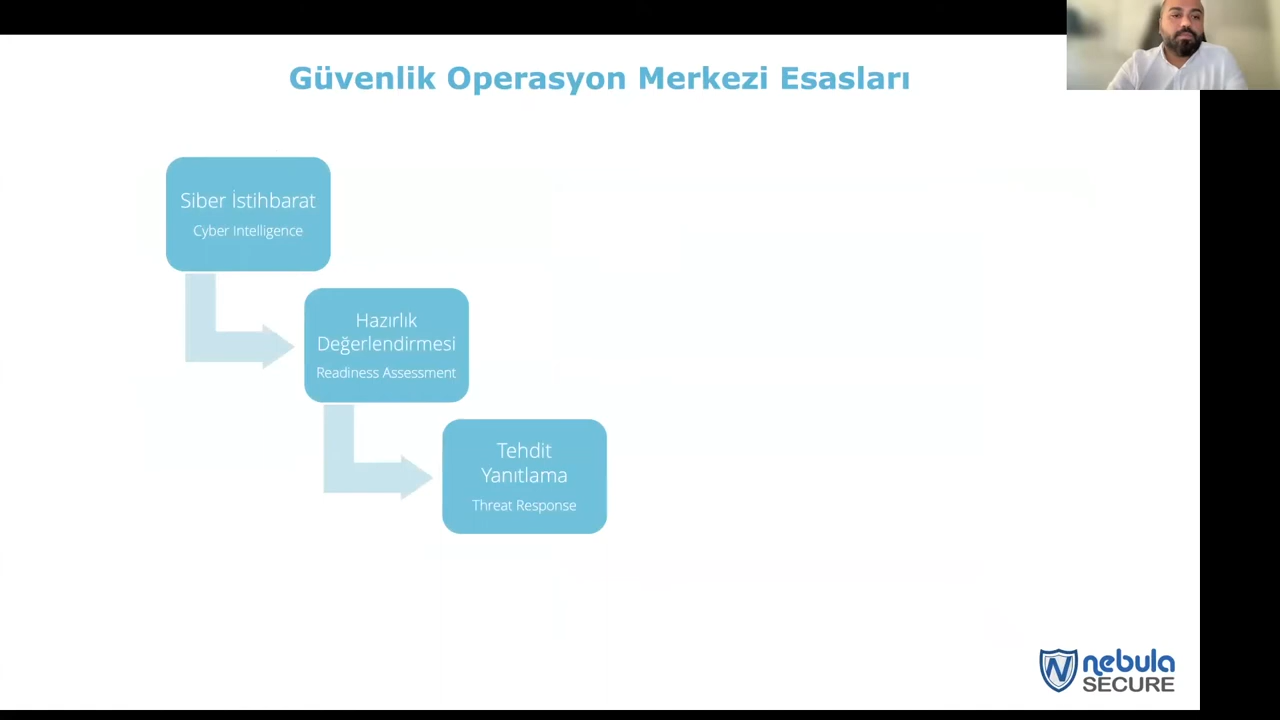 Güvenlik Operasyon Merkezi Esasları
Siber İstihbarat
Cyber Intelligence
Hazırlık
Değerlendirmesi
Readiness Assessment
Tehdit
Yanıtlama
Threat Response
N nebula
SECURE